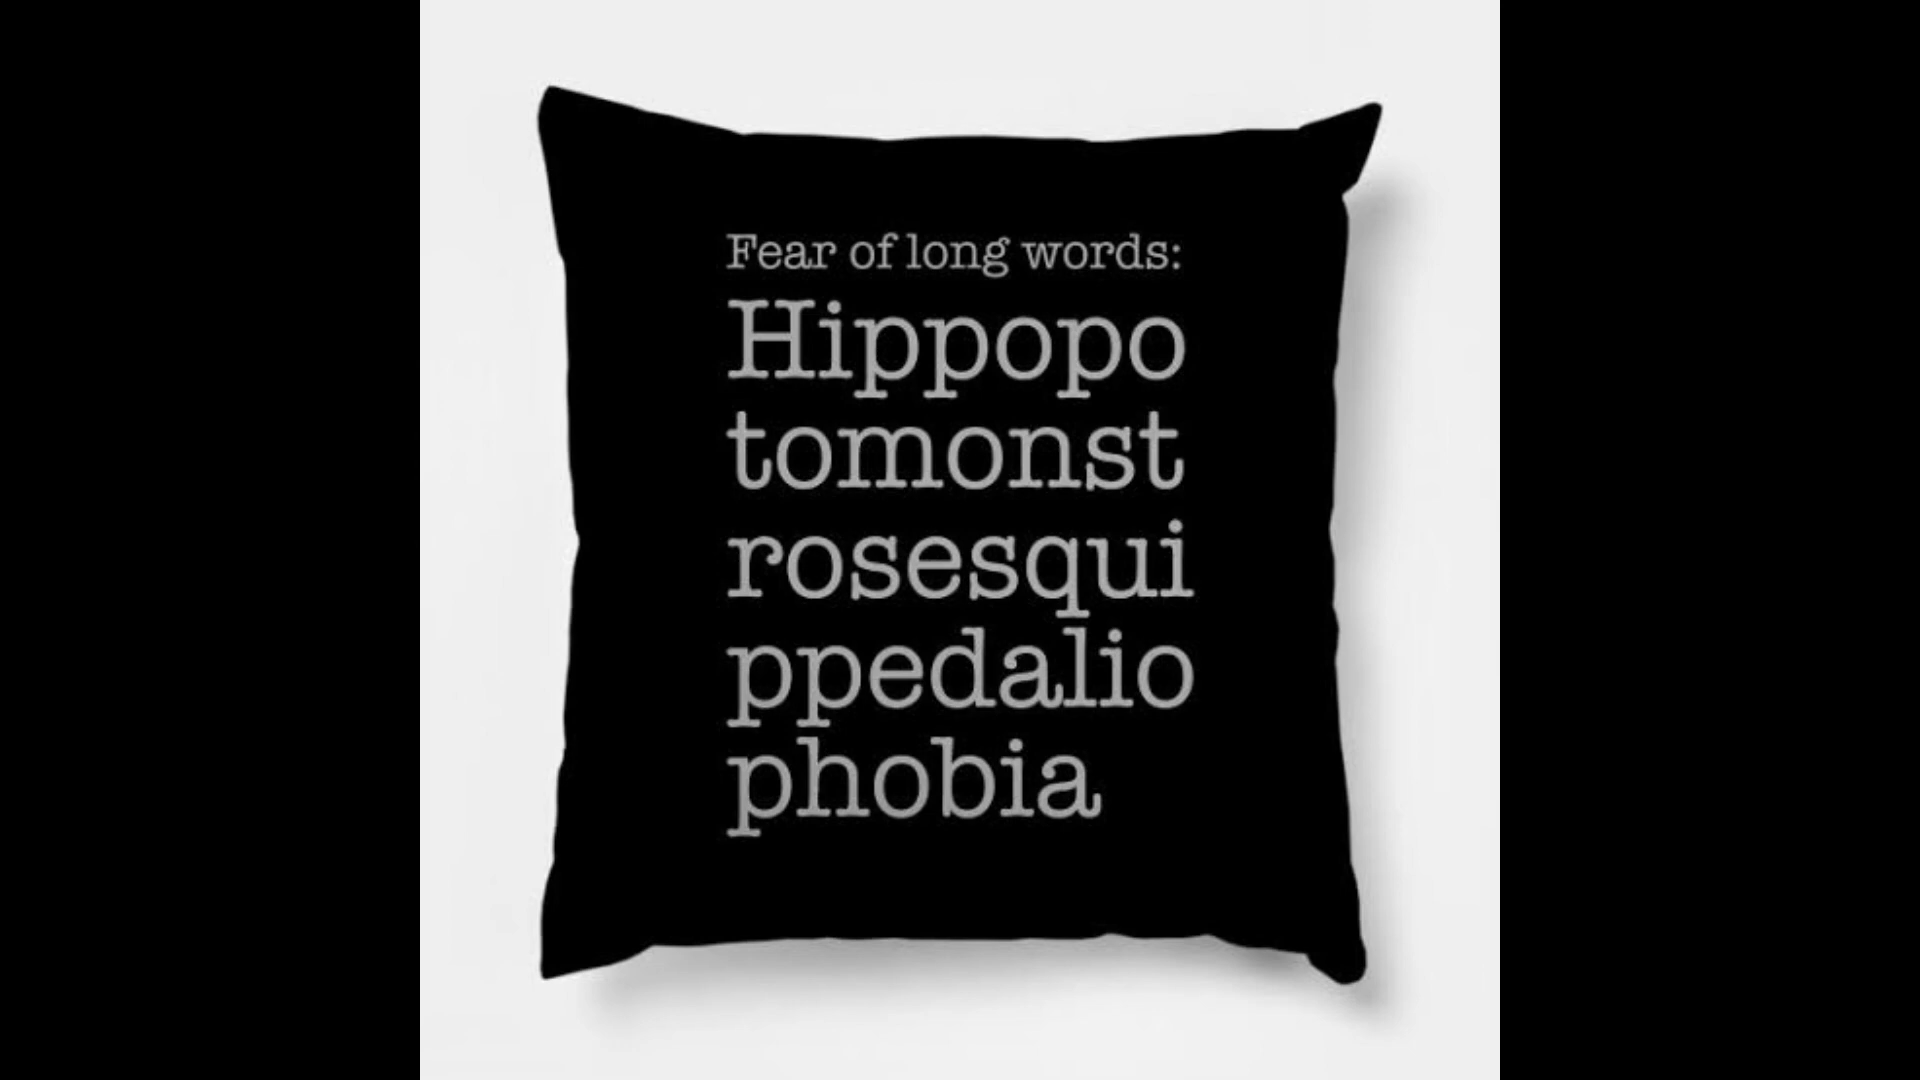 Fear of long words:
Hippopo
tomonst
rosesqui
ppedalio
phobia